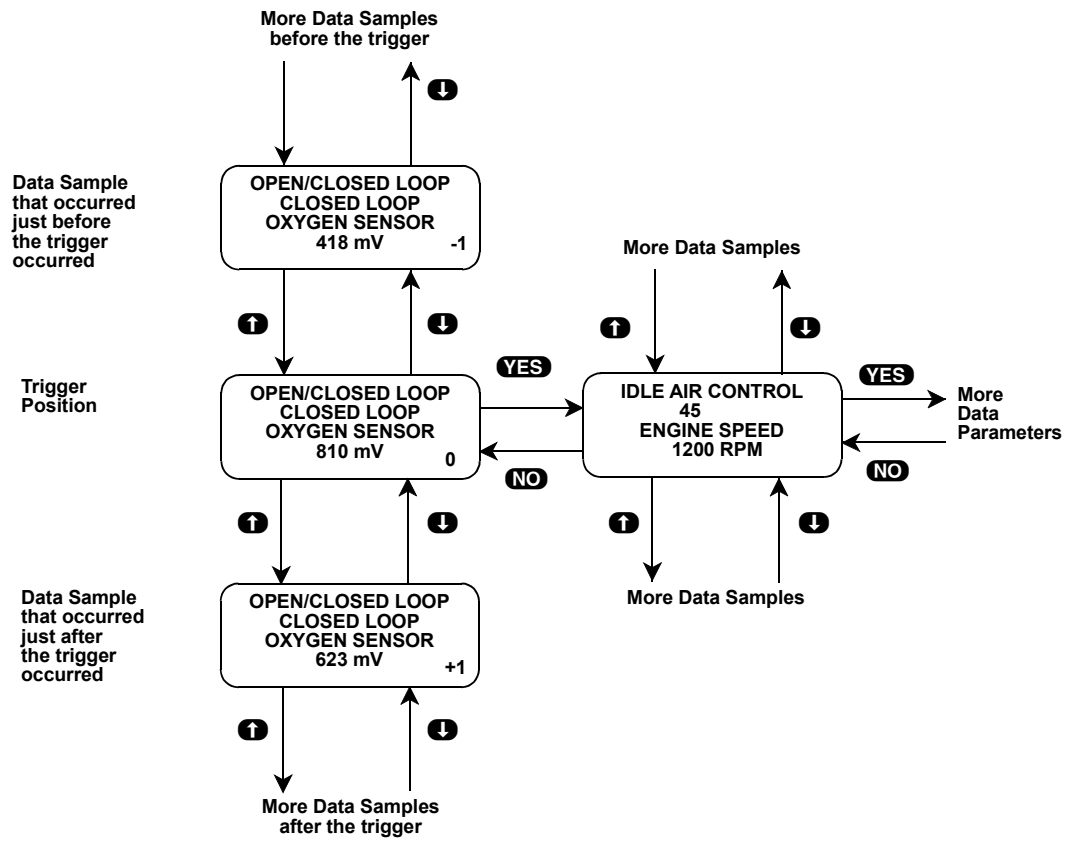 More Data Samples
before the trigger
⬇
Data Sample
that occurred
just before
the trigger
occurred
OPEN/CLOSED LOOP
CLOSED LOOP
OXYGEN SENSOR
418 mV -1
⬆ ⬇
More Data Samples
⬆ ⬇
Trigger
Position
OPEN/CLOSED LOOP
CLOSED LOOP
OXYGEN SENSOR
810 mV 0
YES
NO
IDLE AIR CONTROL
45
ENGINE SPEED
1200 RPM
YES
NO
More
Data
Parameters
⬆ ⬇
⬆ ⬇
More Data Samples
Data Sample
that occurred
just after
the trigger
occurred
OPEN/CLOSED LOOP
CLOSED LOOP
OXYGEN SENSOR
623 mV +1
⬆ ⬇
More Data Samples
after the trigger